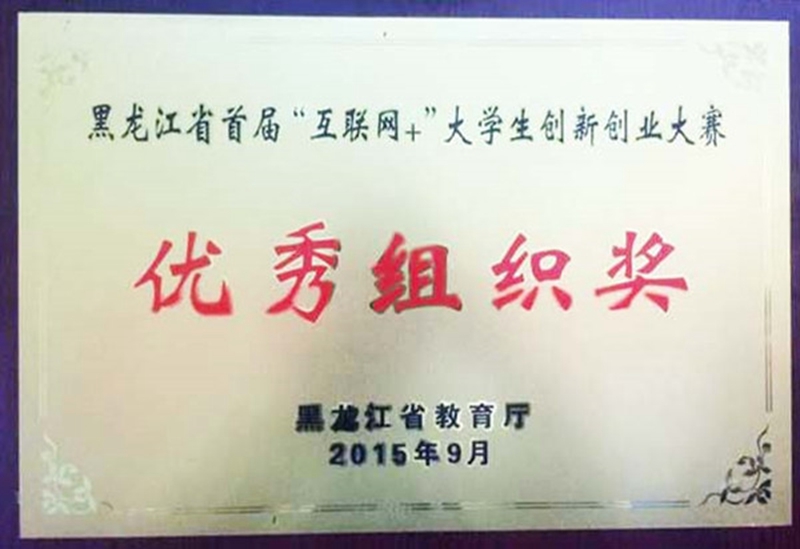 黑龙江省首届“互联网+”大学生创新创业大赛
优秀组织奖
黑龙江省教育厅
2015年9月